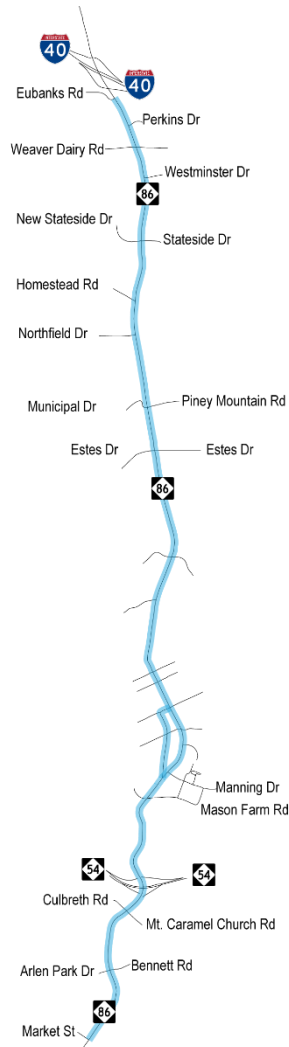 INTERSTATE
40
INTERSTATE
40
Eubanks Rd
Perkins Dr
Weaver Dairy Rd
Westminster Dr
86
New Stateside Dr
Stateside Dr
Homestead Rd
Northfield Dr
Municipal Dr
Piney Mountain Rd
Estes Dr
Estes Dr
86
Manning Dr
Mason Farm Rd
54
54
Culbreth Rd
Mt. Caramel Church Rd
Arlen Park Dr
Bennett Rd
86
Market St